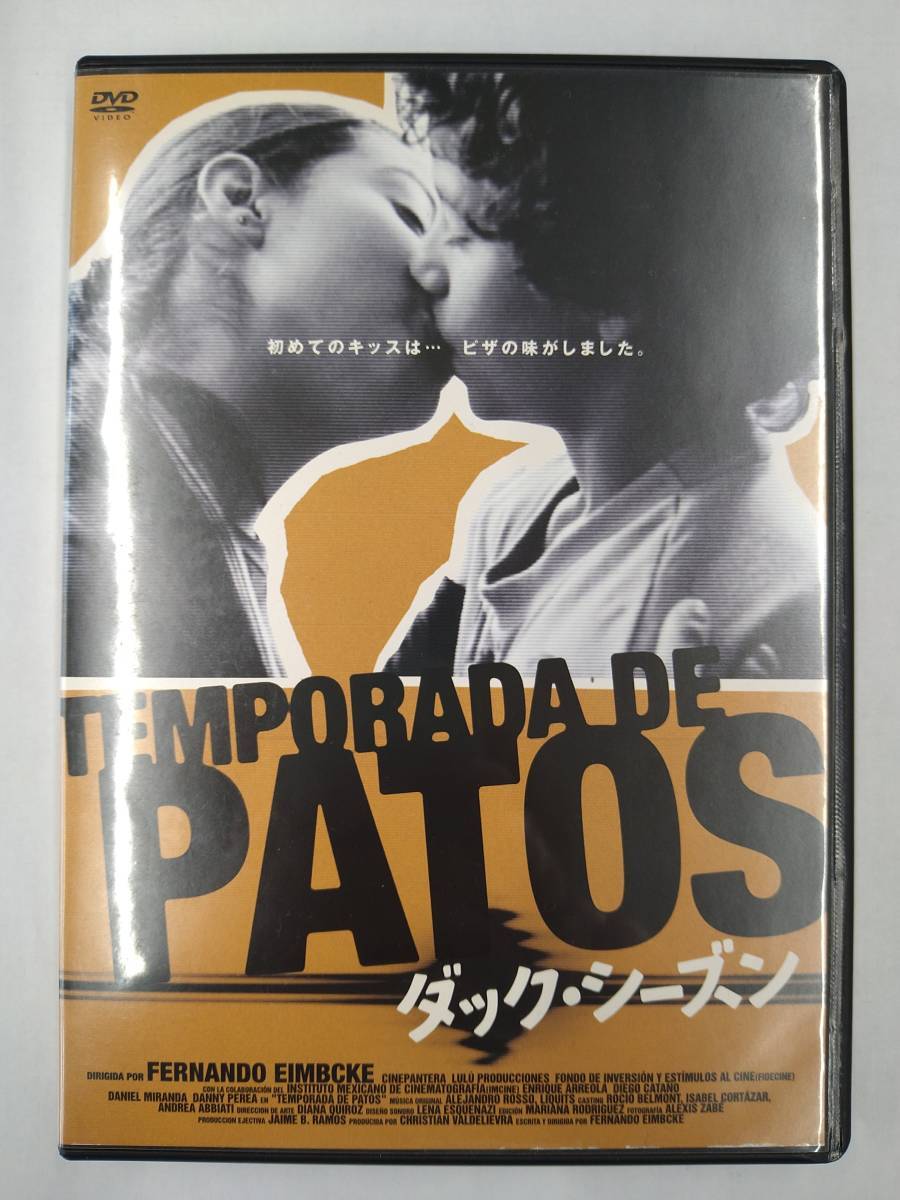 DVD
VIDEO
初めてのキッスは… ピザの味がしました。
TEMPORADA DE
PATOS
ダック・シーズン
DIRIGIDA POR FERNANDO EIMBCKE CINEPANTERA LULÚ PRODUCCIONES FONDO DE INVERSIÓN Y ESTÍMULOS AL CINE(FIDECINE)
CON LA COLABORACIÓN DEL INSTITUTO MEXICANO DE CINEMATOGRAFÍA(IMCINE) ENRIQUE ARREOLA DIEGO CATAÑO
DANIEL MIRANDA DANNY PEREA EN "TEMPORADA DE PATOS" MÚSICA ORIGINAL ALEJANDRO ROSSO, LIQUITS CASTING ROCÍO BELMONT, ISABEL CORTÁZAR,
ANDREA ABBIATI DIRECCION DE ARTE DIANA QUIROZ DISEÑO SONORO LENA ESQUENAZI EDICIÓN MARIANA RODRÍGUEZ FOTOGRAFÍA ALEXIS ZABÉ
PRODUCCION EJECTIVA JAIME B. RAMOS PRODUCIDA POR CHRISTIAN VALDELIEVRA ESCRITA Y DIRIGIDA POR FERNANDO EIMBCKE